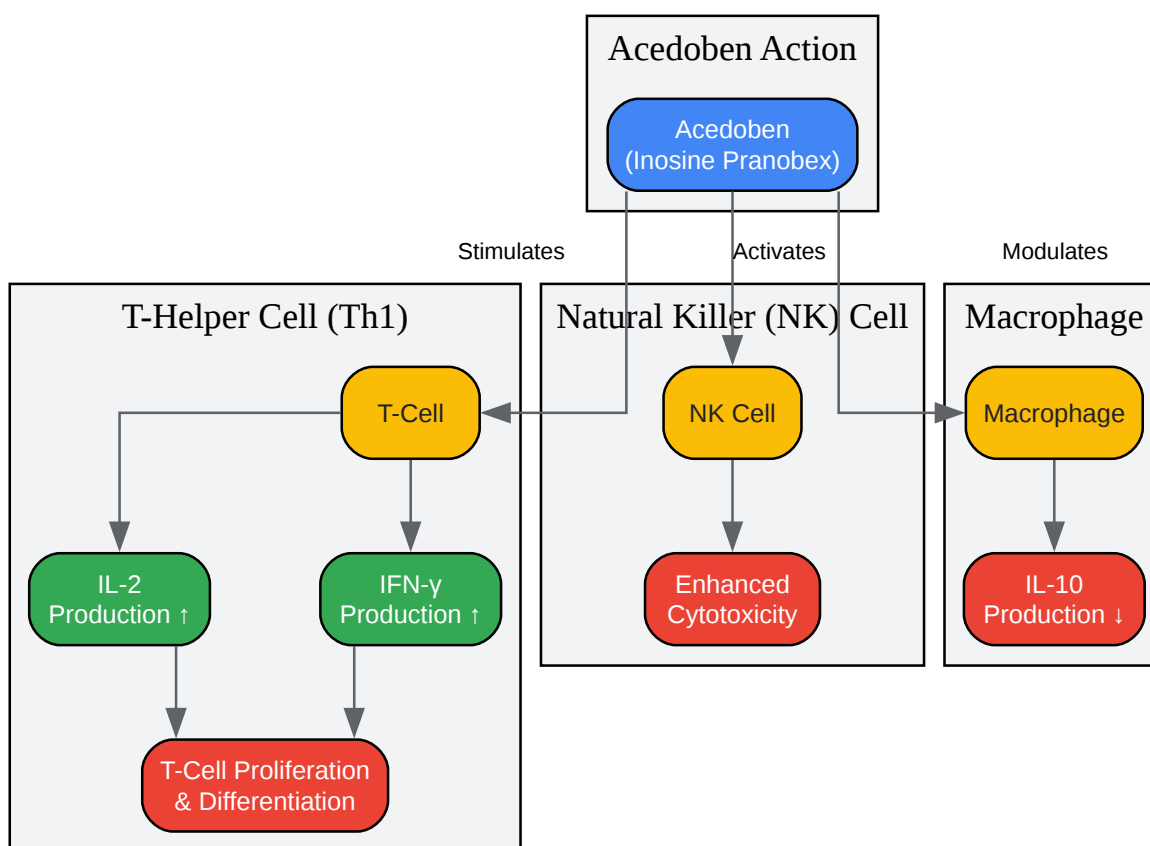 Acedoben Action
Acedoben
(Inosine Pranobex)
Stimulates
Activates
Modulates
T-Helper Cell (Th1)
Natural Killer (NK) Cell
Macrophage
T-Cell
NK Cell
Macrophage
IL-2
Production ↑
IFN-γ
Production ↑
Enhanced
Cytotoxicity
IL-10
Production ↓
T-Cell Proliferation
& Differentiation